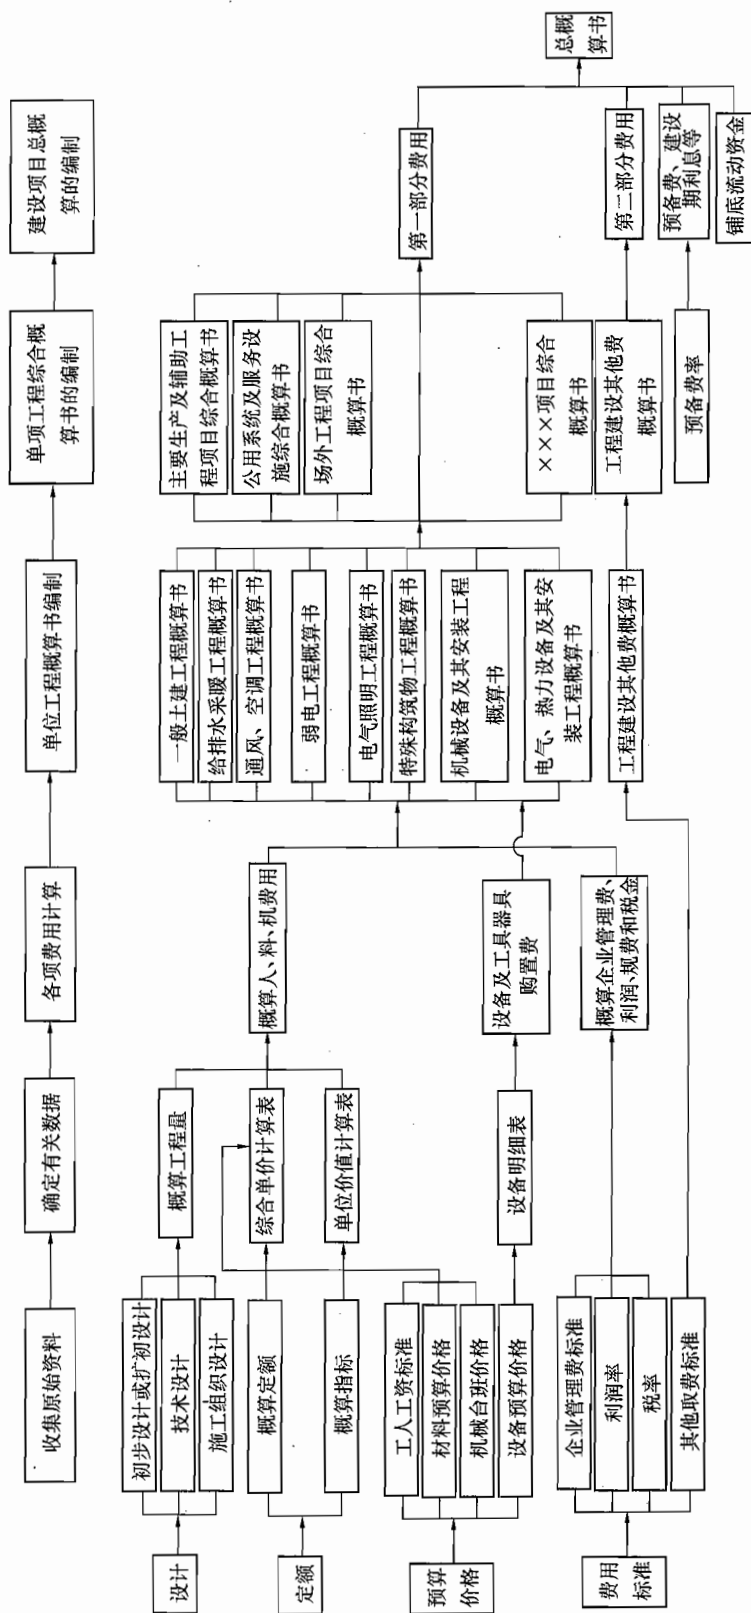 收集原始资料
确定有关数据
各项费用计算
单位工程概算书编制
单项工程综合概
算书的编制
建设项目总概
算的编制
设计
初步设计或扩初设计
技术设计
施工组织设计
概算工程量
定额
概算定额
概算指标
综合单价计算表
单位价值计算表
概算人、料、机费用
预算
价格
工人工资标准
材料预算价格
机械台班价格
设备预算价格
设备明细表
设备及工具器具
购置费
费用
标准
企业管理费标准
利润率
税率
其他取费标准
概算企业管理费、
利润、规费和税金
一般土建工程概算书
给排水采暖工程概算书
通风、空调工程概算书
弱电工程概算书
电气照明工程概算书
特殊构筑物工程概算书
机械设备及其安装工程
概算书
电气、热力设备及其安
装工程概算书
工程建设其他费概算书
主要生产及辅助工
程项目综合概算书
公用系统及服务设
施综合概算书
场外工程项目综合
概算书
×××项目综合
概算书
工程建设其他费
概算书
预备费率
第一部分费用
第二部分费用
预备费、建设
期利息等
铺底流动资金
总概
算书